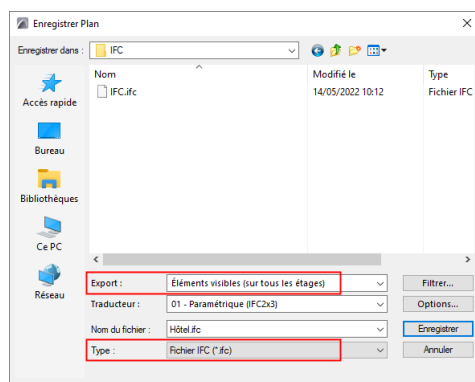 Enregistrer Plan
Enregistrer dans : IFC
Nom Modifié le Type
IFC.ifc 14/05/2022 10:12 Fichier IFC
Accès rapide
Bureau
Bibliothèques
Ce PC
Réseau
Export : Éléments visibles (sur tous les étages) Filtrer...
Traducteur : 01 - Paramétrique (IFC2x3) Options...
Nom du fichier : Hôtel.ifc Enregistrer
Type : Fichier IFC (*.ifc) Annuler